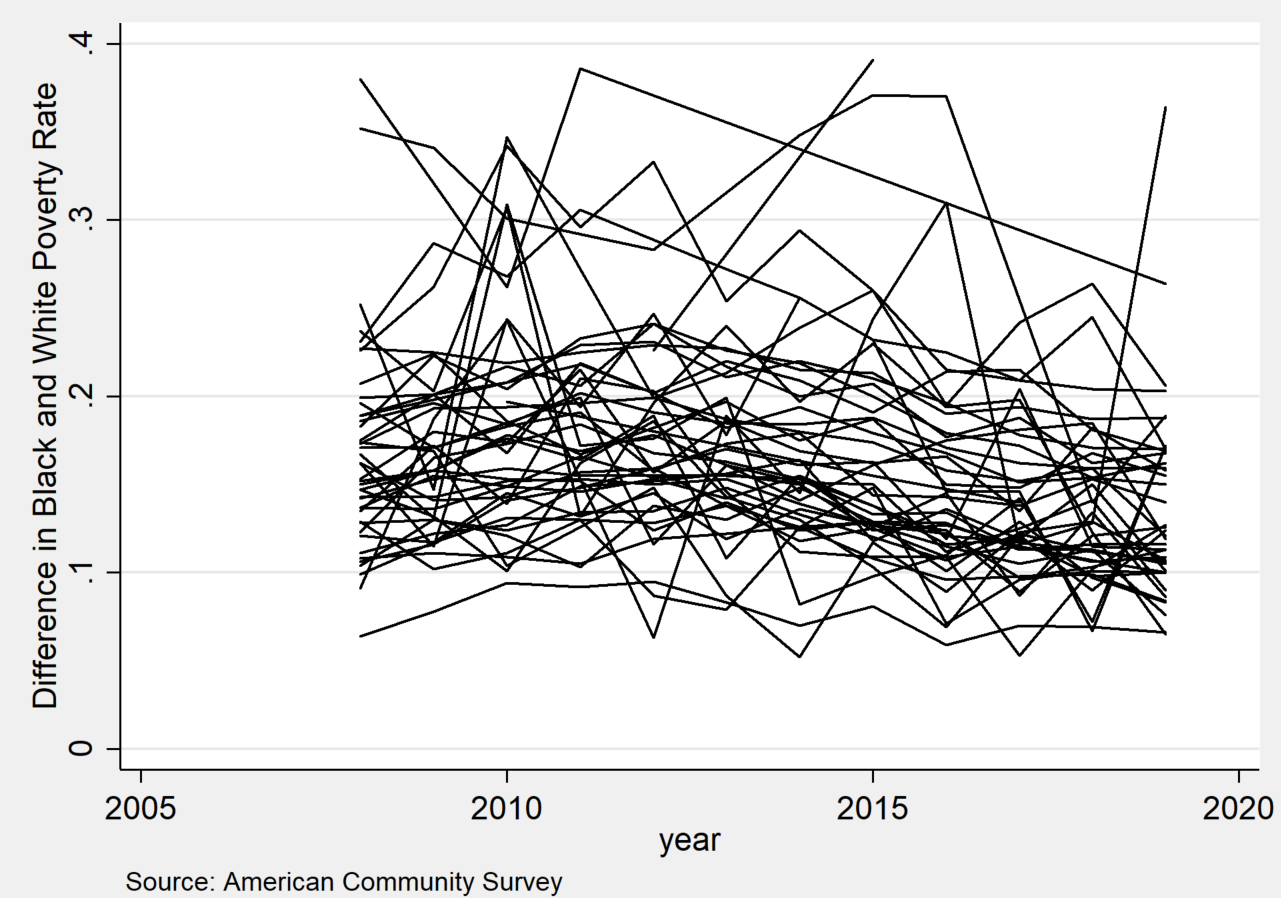 .4
.3
.2
.1
0
Difference in Black and White Poverty Rate
2005 2010 2015 2020
year
Source: American Community Survey